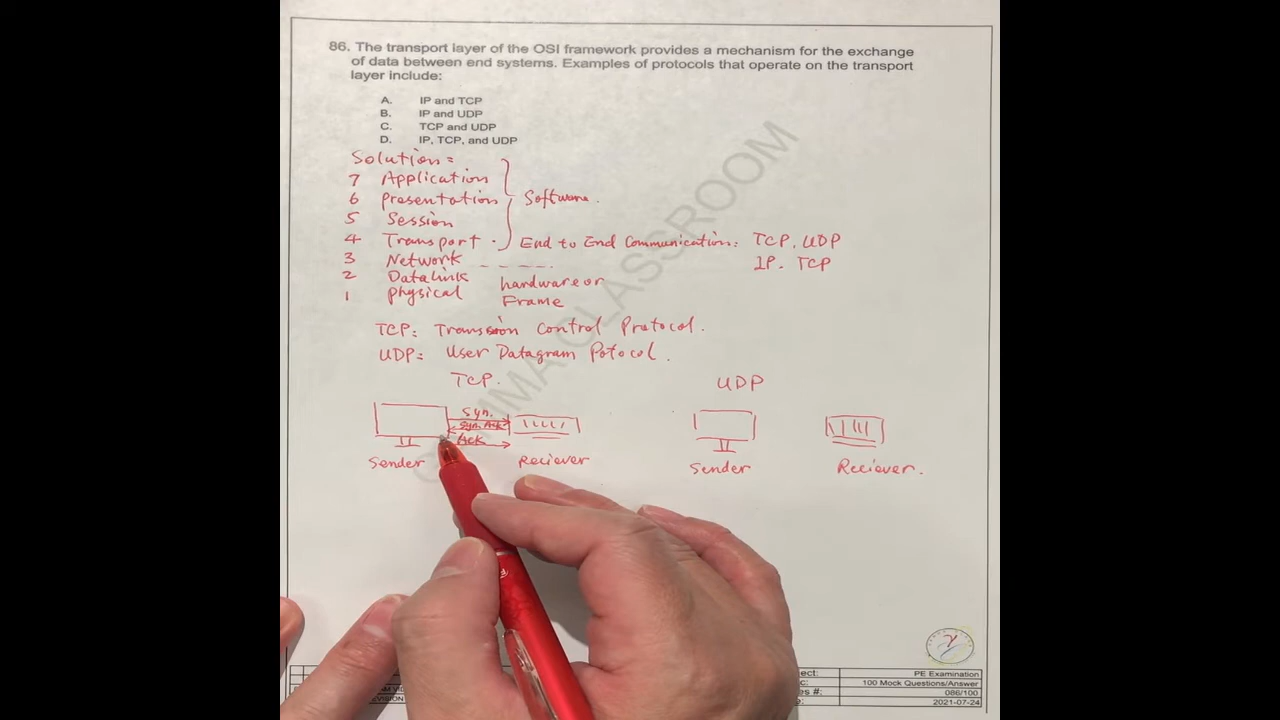 86. The transport layer of the OSI framework provides a mechanism for the exchange
of data between end systems. Examples of protocols that operate on the transport
layer include:
A. IP and TCP
B. IP and UDP
C. TCP and UDP
D. IP, TCP, and UDP
Solution:
7 Application
6 presentation Software.
5 Session
4 Transport. End to End Communication: TCP. UDP
3 Network IP. TCP
2 Datalink hardware or
1 physical Frame
TCP: Control Protocol.
UDP: User Datagram Potocol.
TCP. UDP
Syn.
Syn. Ack
Ack
Sender Reciever Sender Reciever.
CLASSROOM
PE Examination
100 Mock Questions/Answer
086/100
2021-07-24